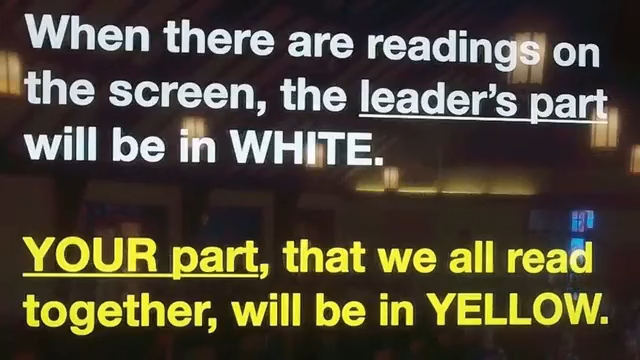 When there are readings on
the screen, the leader's part
will be in WHITE.
YOUR part, that we all read
together, will be in YELLOW.